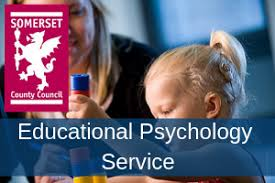 SOMERSET
County Council
Educational Psychology
Service